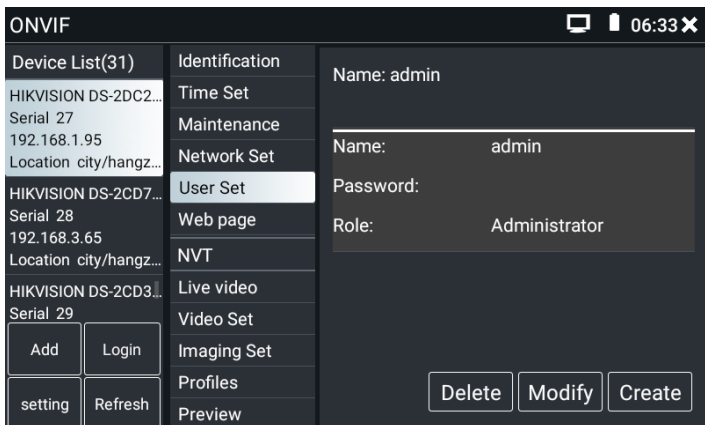 ONVIF
06:33
Device List(31)
HIKVISION DS-2DC2...
Serial 27
192.168.1.95
Location city/hangz...
HIKVISION DS-2CD7...
Serial 28
192.168.3.65
Location city/hangz...
HIKVISION DS-2CD3...
Serial 29
Add
Login
setting
Refresh
Identification
Time Set
Maintenance
Network Set
User Set
Web page
NVT
Live video
Video Set
Imaging Set
Profiles
Preview
Name: admin
Name: admin
Password:
Role: Administrator
Delete
Modify
Create